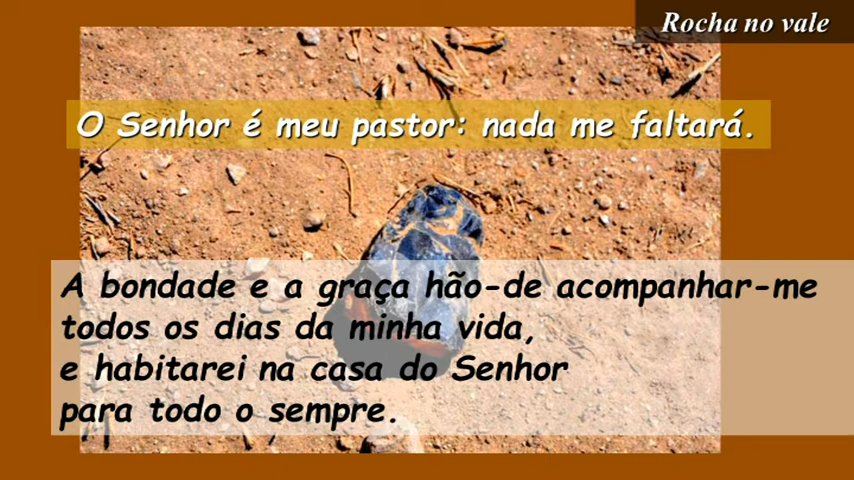 Rocha no vale
O Senhor é meu pastor: nada me faltará.
A bondade e a graça hão-de acompanhar-me
todos os dias da minha vida,
e habitarei na casa do Senhor
para todo o sempre.